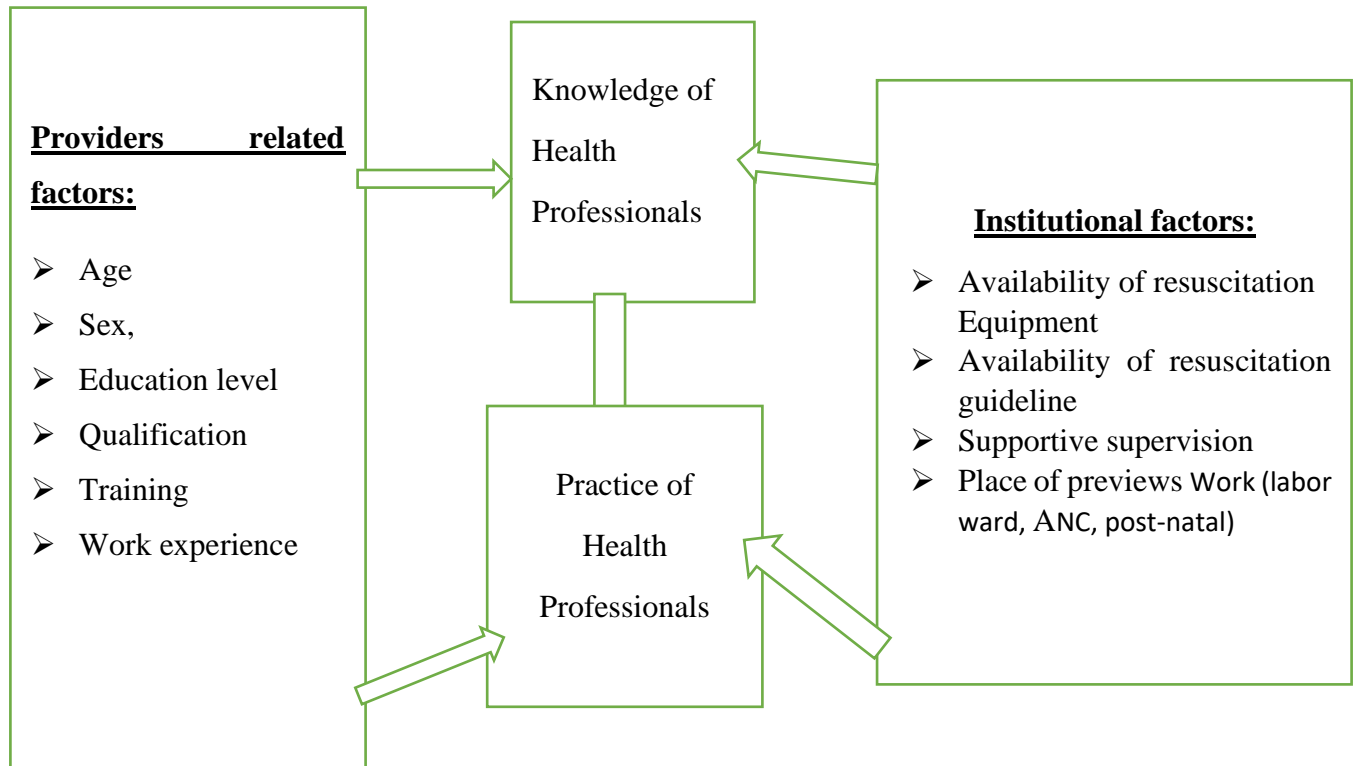 Providers related
factors:
➢ Age
➢ Sex,
➢ Education level
➢ Qualification
➢ Training
➢ Work experience
Knowledge of
Health
Professionals
Practice of
Health
Professionals
Institutional factors:
➢ Availability of resuscitation
Equipment
➢ Availability of resuscitation
guideline
➢ Supportive supervision
➢ Place of previews Work (labor
ward, ANC, post-natal)